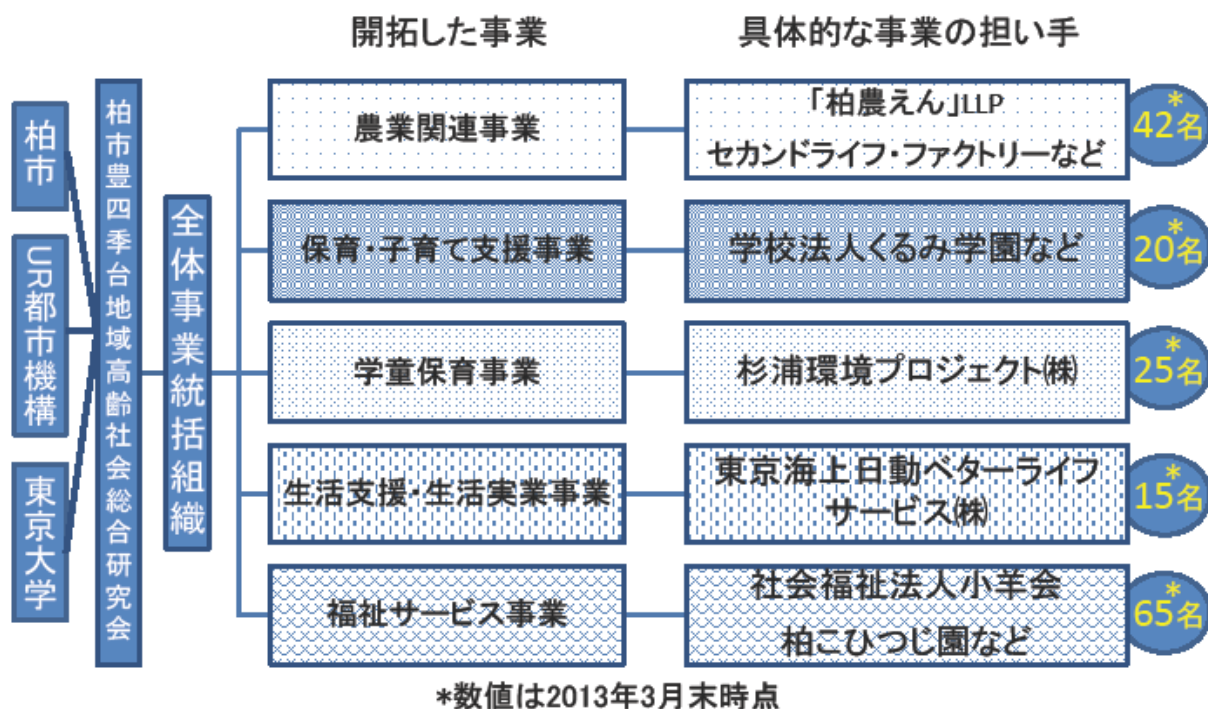 開拓した事業
具体的な事業の担い手
柏市
UR都市機構
東京大学
柏市豊四季台地域高齢社会総合研究会
全体事業統括組織
農業関連事業
「柏農えん」LLP
セカンドライフ・ファクトリーなど
*
42名
保育・子育て支援事業
学校法人くるみ学園など
*
20名
学童保育事業
杉浦環境プロジェクト㈱
*
25名
生活支援・生活実業事業
東京海上日動ベターライフ
サービス㈱
*
15名
福祉サービス事業
社会福祉法人小羊会
柏こひつじ園など
*
65名
*数値は2013年3月末時点